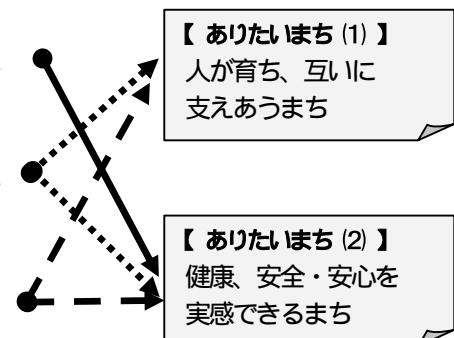 【 ありたいまち (1) 】
人が育ち、互いに
支えあうまち
【 ありたいまち (2) 】
健康、安全・安心を
実感できるまち